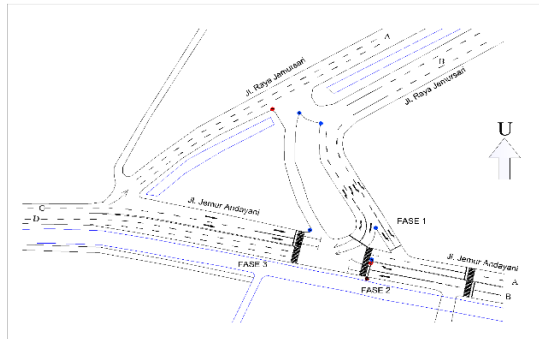 A
Jl. Raya Jemursari
B
Jl. Raya Jemursari
U
C
Jl. Jemur Andayani
D
FASE 1
FASE 3
Jl. Jemur Andayani
FASE 2
A
B